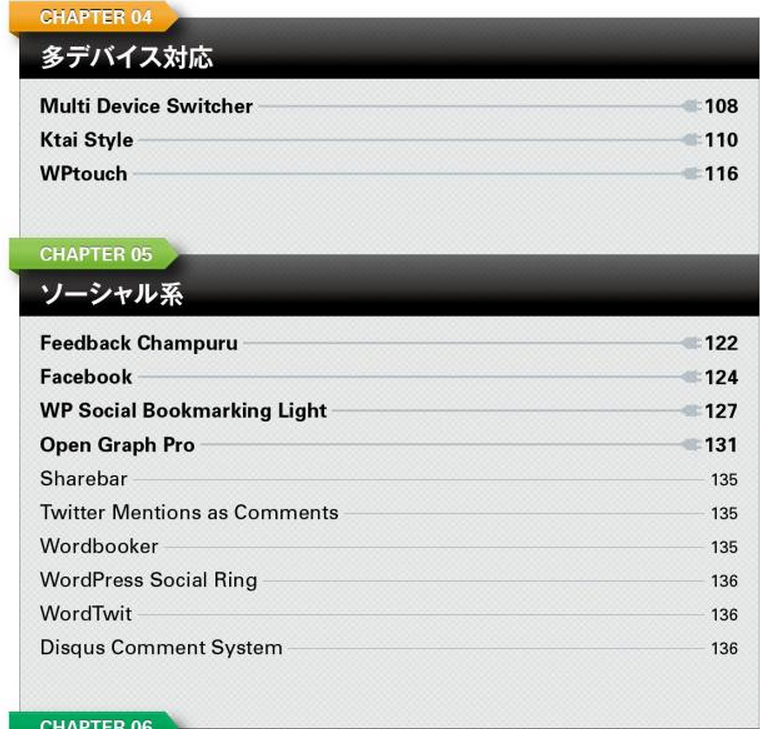 CHAPTER 04
多デバイス対応
Multi Device Switcher 108
Ktai Style 110
WPtouch 116
CHAPTER 05
ソーシャル系
Feedback Champuru 122
Facebook 124
WP Social Bookmarking Light 127
Open Graph Pro 131
Sharebar 135
Twitter Mentions as Comments 135
Wordbooker 135
WordPress Social Ring 136
WordTwit 136
Disqus Comment System 136
CHAPTER 06